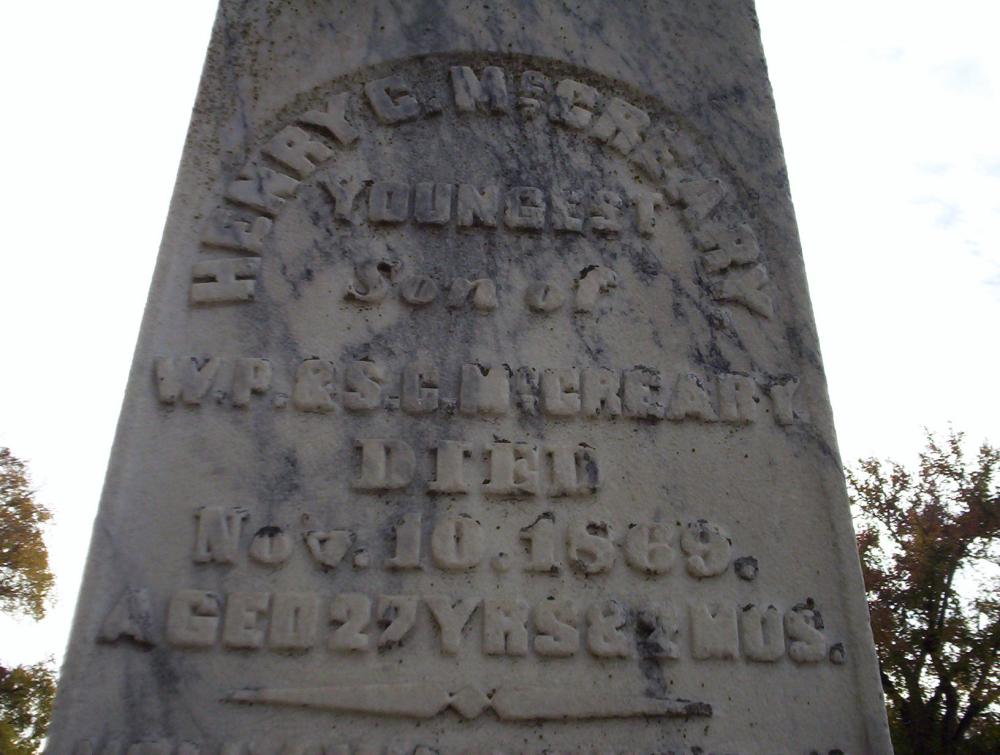 HENRY C. McCREARY
YOUNGEST
Son of
W.P. & S.C. McCREARY
DIED
Nov. 10. 1869.
AGED 27 YRS & 2 MOS.